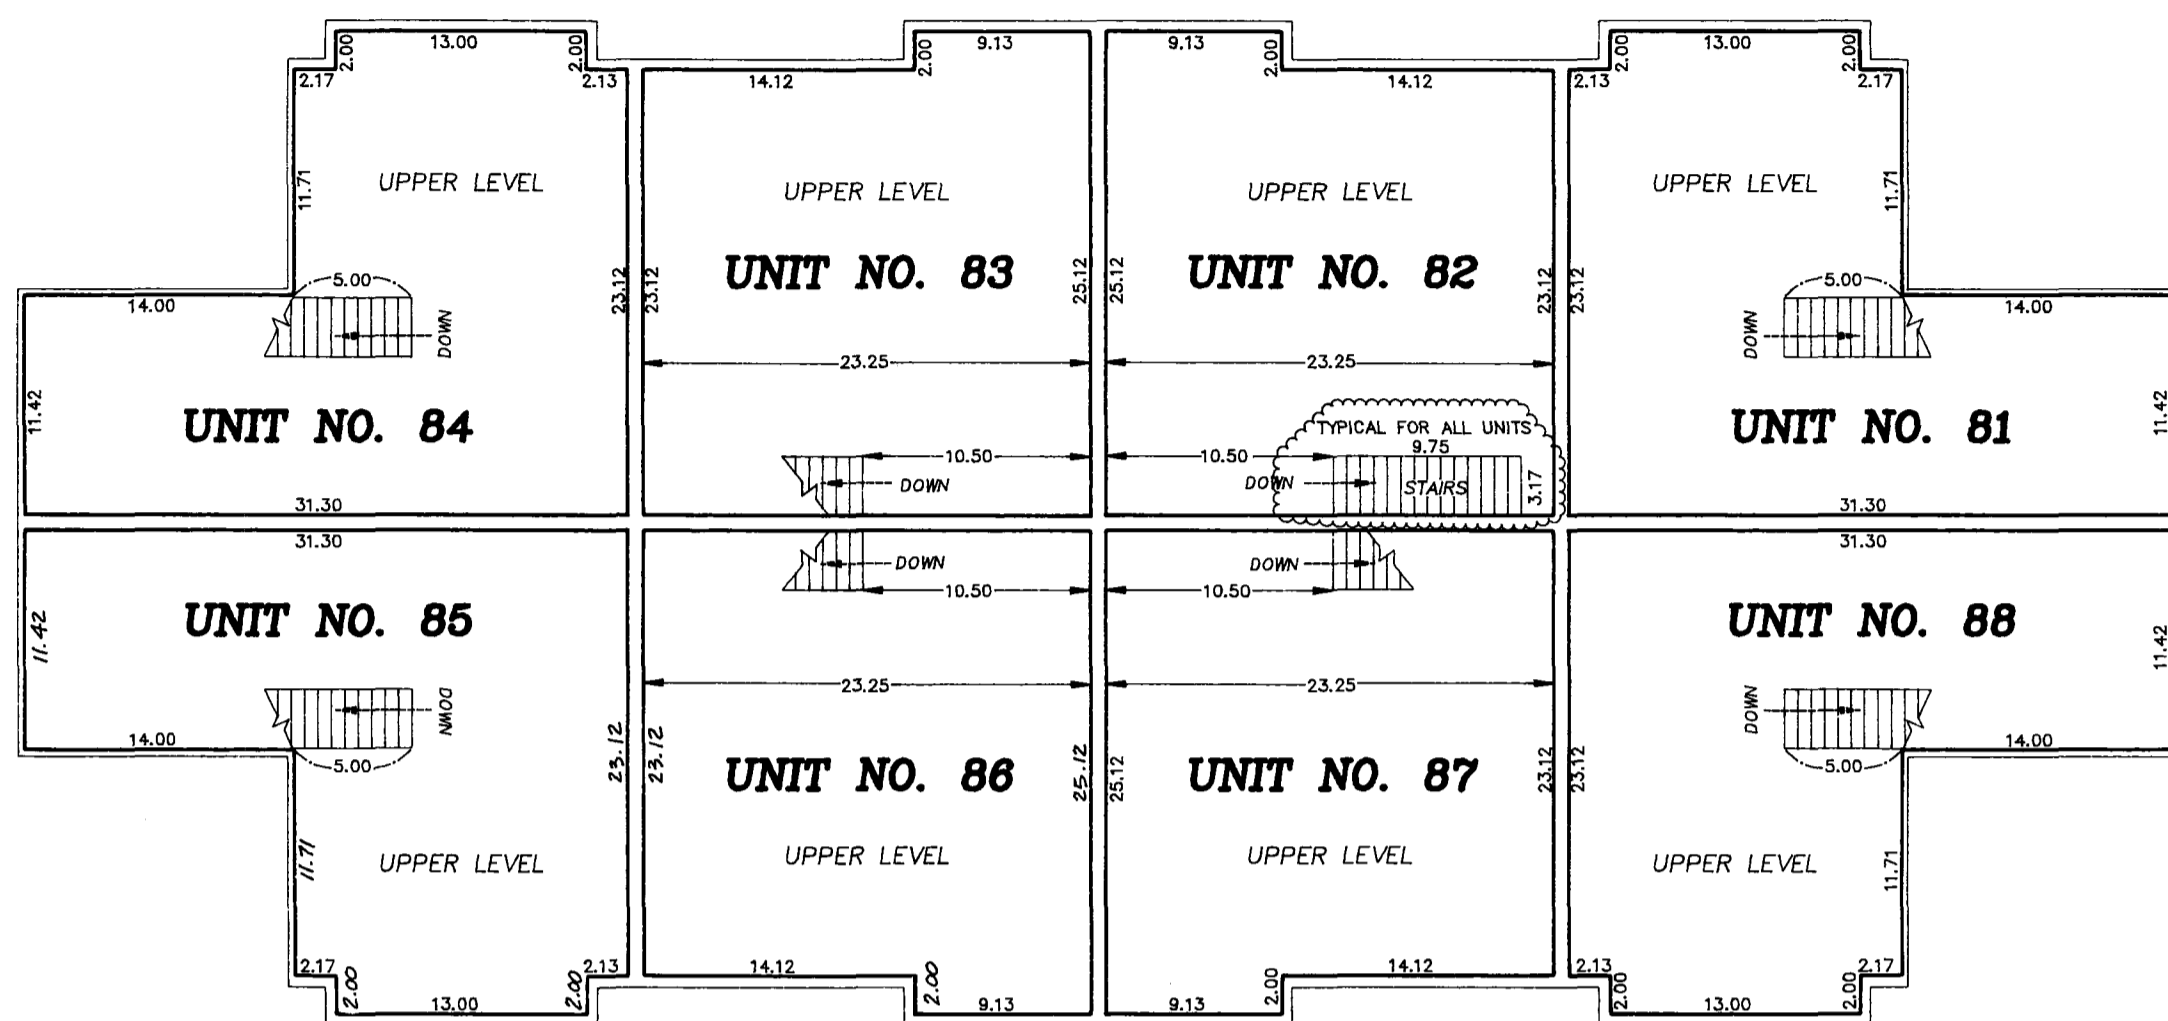 13.00 9.13 9.13 13.00
2.00 2.00 2.00 2.00 2.00 2.00
2.17 2.13 14.12 14.12 2.13 2.17
UPPER LEVEL UPPER LEVEL UPPER LEVEL UPPER LEVEL
11.71 11.71
UNIT NO. 83 UNIT NO. 82
23.12 23.12 25.12 25.12 23.12 23.12
5.00 5.00
14.00 14.00
DOWN DOWN
23.25 23.25
11.42 11.42
UNIT NO. 84 UNIT NO. 81
TYPICAL FOR ALL UNITS
9.75
10.50 10.50
DOWN DOWN STAIRS 3.17
31.30 31.30
31.30 31.30
DOWN DOWN
10.50 10.50
UNIT NO. 85 UNIT NO. 88
11.42 11.42
23.25 23.25
DOWN DOWN
14.00 14.00
5.00 5.00
23.12 23.12 25.12 25.12 23.12 23.12
UNIT NO. 86 UNIT NO. 87
11.71 11.71
UPPER LEVEL UPPER LEVEL UPPER LEVEL UPPER LEVEL
2.17 2.13 14.12 14.12 2.13 2.17
2.00 2.00 2.00 2.00 2.00 2.00
13.00 9.13 9.13 13.00